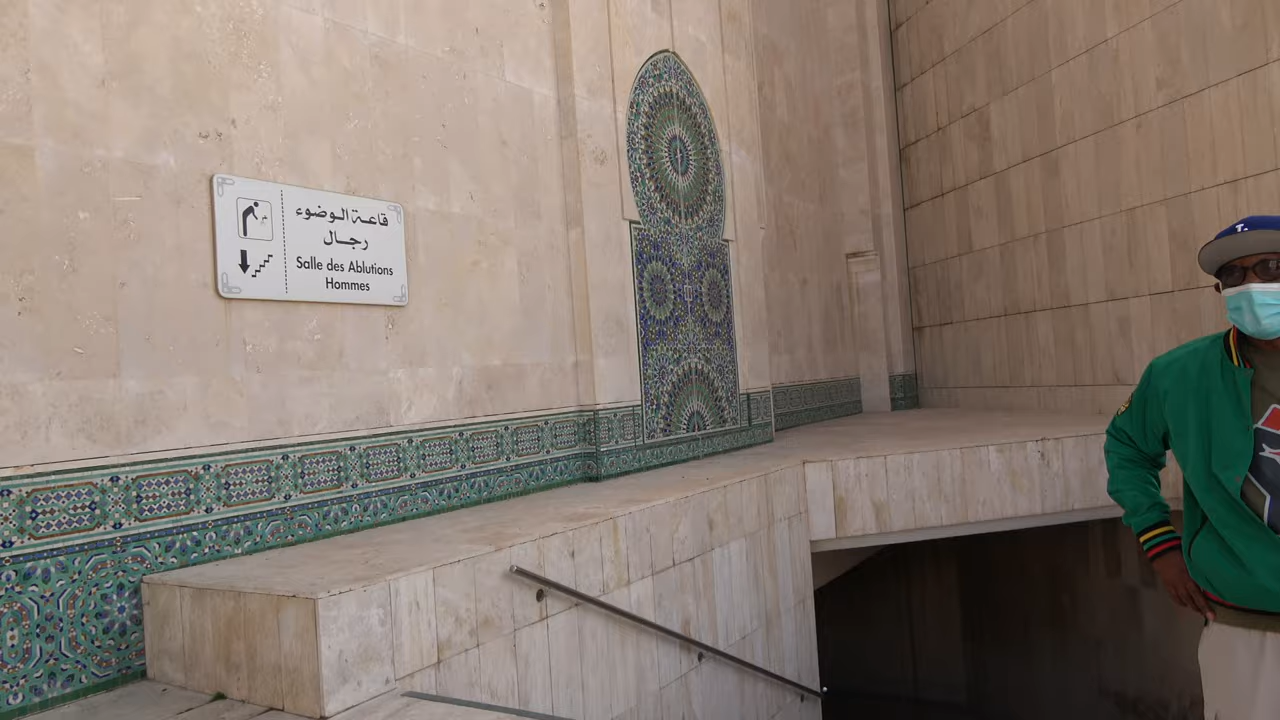 قاعة الوضوء
رجال
Salle des Ablutions
Hommes
T.